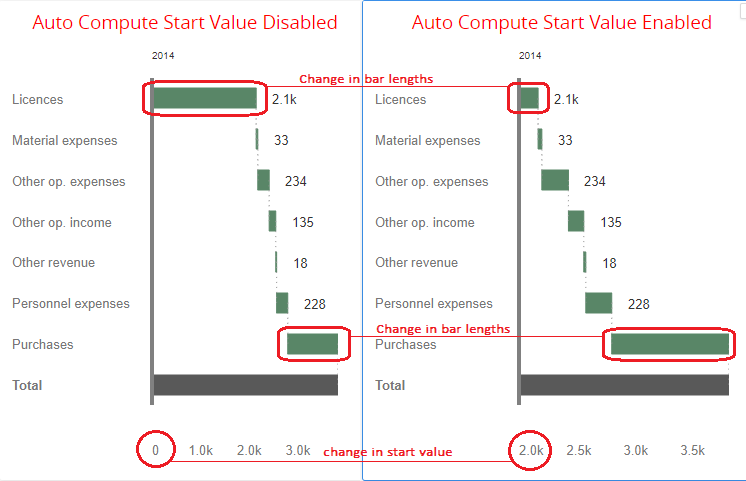 Auto Compute Start Value Disabled
2014
Licences 2.1k
Material expenses 33
Other op. expenses 234
Other op. income 135
Other revenue 18
Personnel expenses 228
Purchases
Total
0 1.0k 2.0k 3.0k
Change in bar lengths
Change in bar lengths
change in start value
Auto Compute Start Value Enabled
2014
Licences 2.1k
Material expenses 33
Other op. expenses 234
Other op. income 135
Other revenue 18
Personnel expenses 228
Purchases
Total
2.0k 2.5k 3.0k 3.5k